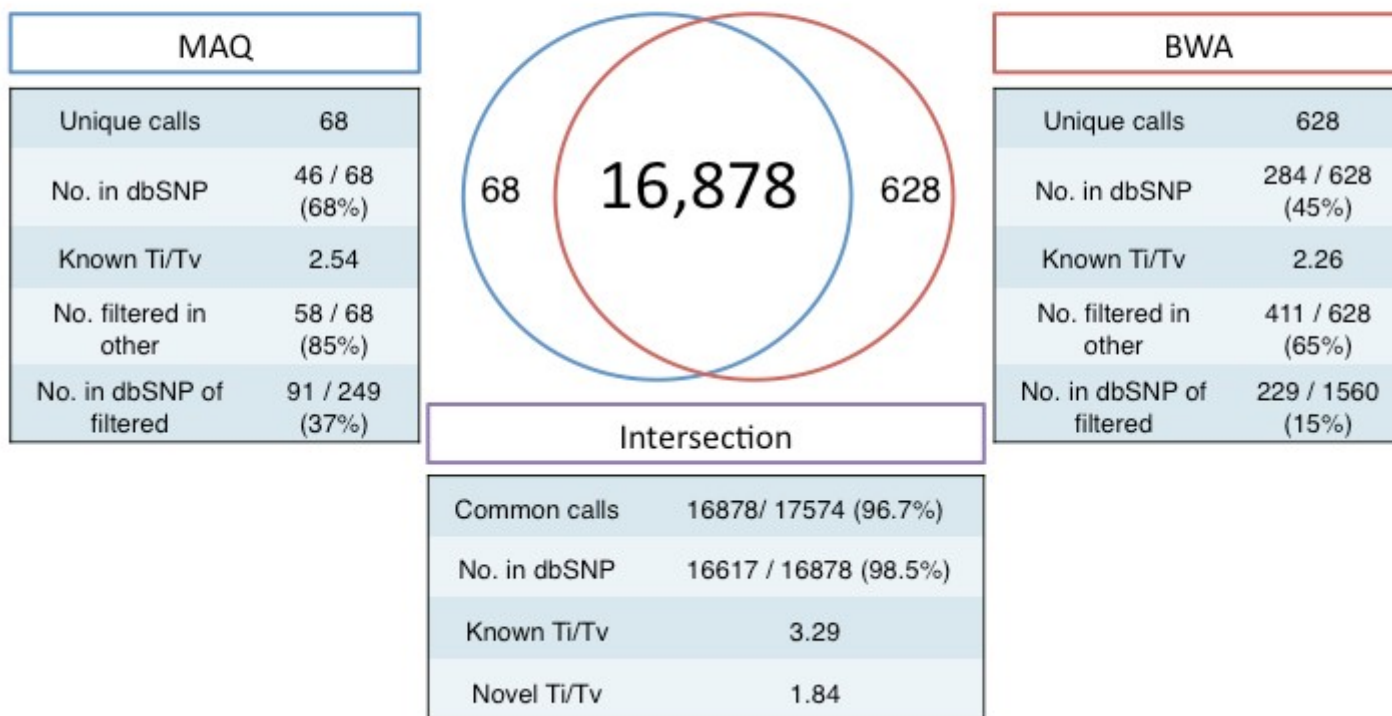 MAQ
Unique calls 68
No. in dbSNP 46 / 68
(68%)
Known Ti/Tv 2.54
No. filtered in 58 / 68
other (85%)
No. in dbSNP of 91 / 249
filtered (37%)
68
16,878
628
BWA
Unique calls 628
No. in dbSNP 284 / 628
(45%)
Known Ti/Tv 2.26
No. filtered in 411 / 628
other (65%)
No. in dbSNP of 229 / 1560
filtered (15%)
Intersection
Common calls 16878/ 17574 (96.7%)
No. in dbSNP 16617 / 16878 (98.5%)
Known Ti/Tv 3.29
Novel Ti/Tv 1.84